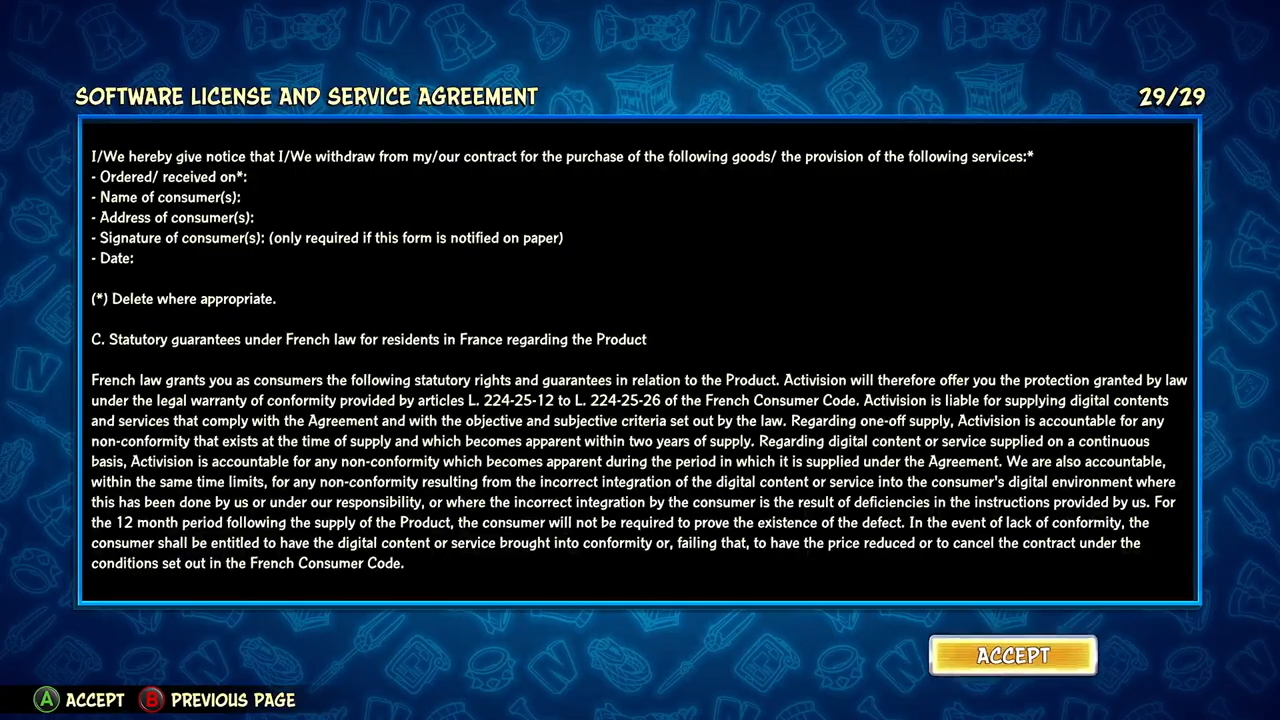 SOFTWARE LICENSE AND SERVICE AGREEMENT
29/29
I/We hereby give notice that I/We withdraw from my/our contract for the purchase of the following goods/ the provision of the following services:*
- Ordered/ received on*:
- Name of consumer(s):
- Address of consumer(s):
- Signature of consumer(s): (only required if this form is notified on paper)
- Date:
(*) Delete where appropriate.
C. Statutory guarantees under French law for residents in France regarding the Product
French law grants you as consumers the following statutory rights and guarantees in relation to the Product. Activision will therefore offer you the protection granted by law
under the legal warranty of conformity provided by articles L. 224-25-12 to L. 224-25-26 of the French Consumer Code. Activision is liable for supplying digital contents
and services that comply with the Agreement and with the objective and subjective criteria set out by the law. Regarding one-off supply, Activision is accountable for any
non-conformity that exists at the time of supply and which becomes apparent within two years of supply. Regarding digital content or service supplied on a continuous
basis, Activision is accountable for any non-conformity which becomes apparent during the period in which it is supplied under the Agreement. We are also accountable,
within the same time limits, for any non-conformity resulting from the incorrect integration of the digital content or service into the consumer's digital environment where
this has been done by us or under our responsibility, or where the incorrect integration by the consumer is the result of deficiencies in the instructions provided by us. For
the 12 month period following the supply of the Product, the consumer will not be required to prove the existence of the defect. In the event of lack of conformity, the
consumer shall be entitled to have the digital content or service brought into conformity or, failing that, to have the price reduced or to cancel the contract under the
conditions set out in the French Consumer Code.
ACCEPT
A ACCEPT B PREVIOUS PAGE